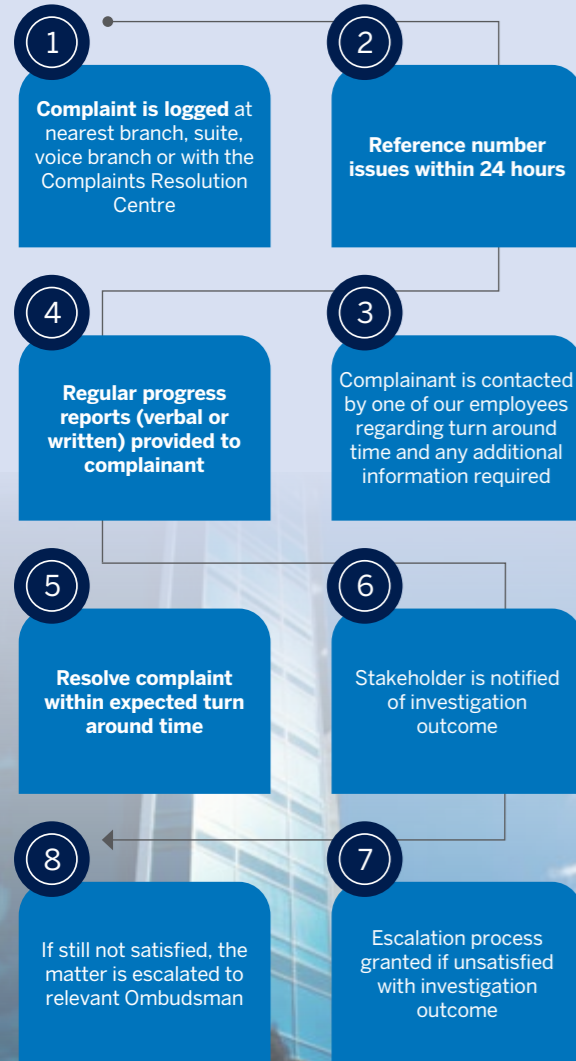 1
Complaint is logged at
nearest branch, suite,
voice branch or with the
Complaints Resolution
Centre
2
Reference number
issues within 24 hours
3
Complainant is contacted
by one of our employees
regarding turn around
time and any additional
information required
4
Regular progress
reports (verbal or
written) provided to
complainant
5
Resolve complaint
within expected turn
around time
6
Stakeholder is notified
of investigation
outcome
7
Escalation process
granted if unsatisfied
with investigation
outcome
8
If still not satisfied, the
matter is escalated to
relevant Ombudsman